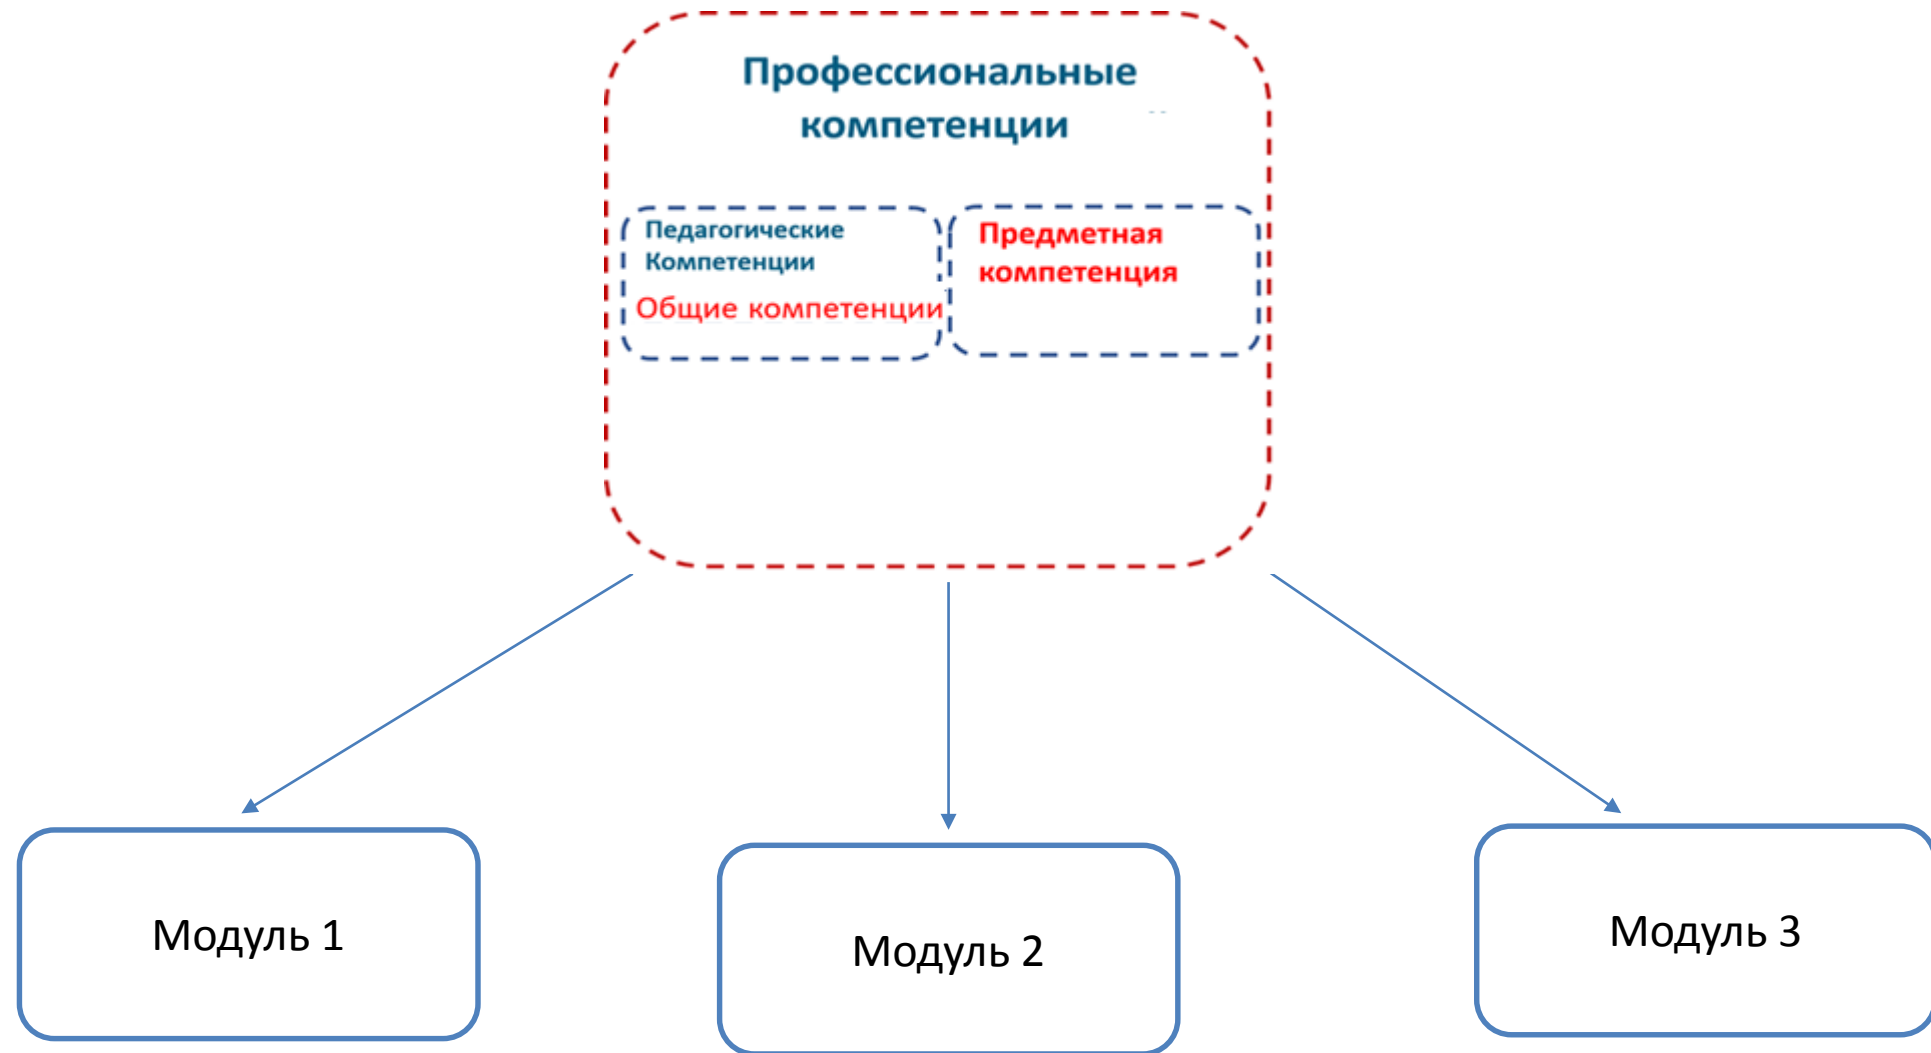 Профессиональные
компетенции
Педагогические
Компетенции
Общие компетенции
Предметная
компетенция
Модуль 1
Модуль 2
Модуль 3